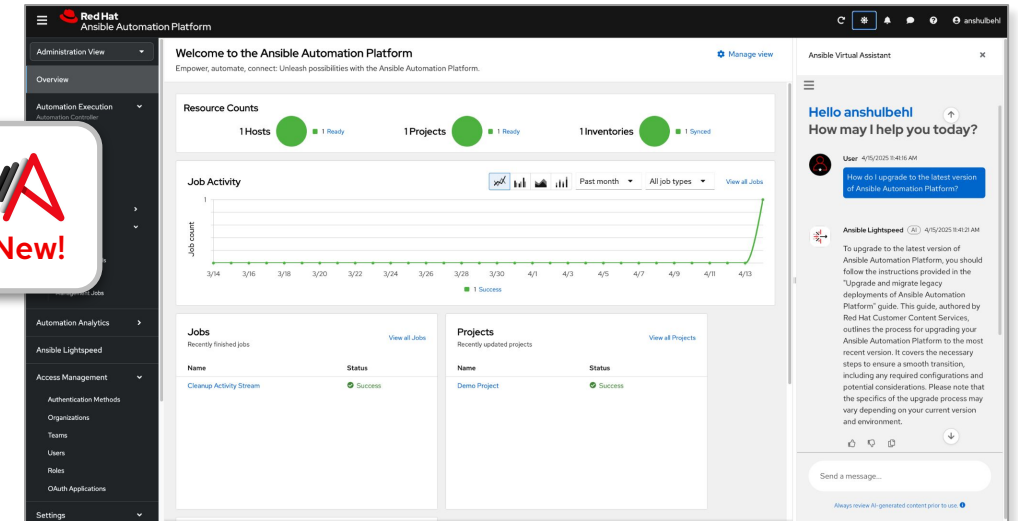 Red Hat
Ansible Automation Platform
anshulbehl
Administration View
Overview
Automation Execution
Automation Controller
New!
Management Jobs
Automation Analytics
Ansible Lightspeed
Access Management
Authentication Methods
Organizations
Teams
Users
Roles
OAuth Applications
Settings
Welcome to the Ansible Automation Platform
Manage view
Empower, automate, connect: Unleash possibilities with the Ansible Automation Platform.
Resource Counts
1 Hosts
1 Ready
1 Projects
1 Ready
1 Inventories
1 Synced
Job Activity
Past month
All job types
View all Jobs
1
Job count
3/14 3/16 3/18 3/20 3/22 3/24 3/26 3/28 3/30 4/1 4/3 4/5 4/7 4/9 4/11 4/13
1 Success
Jobs
View all Jobs
Recently finished jobs
Name Status
Cleanup Activity Stream Success
Projects
View all Projects
Recently updated projects
Name Status
Demo Project Success
Ansible Virtual Assistant
Hello anshulbehl
How may I help you today?
User 4/15/2025 11:41:16 AM
How do I upgrade to the latest version
of Ansible Automation Platform?
Ansible Lightspeed AI 4/15/2025 11:41:21 AM
To upgrade to the latest version of
Ansible Automation Platform, you should
follow the instructions provided in the
"Upgrade and migrate legacy
deployments of Ansible Automation
Platform" guide. This guide, authored by
Red Hat Customer Content Services,
outlines the process for upgrading your
Ansible Automation Platform to the most
recent version. It covers the necessary
steps to ensure a smooth transition,
including any required configurations and
potential considerations. Please note that
the specifics of the upgrade process may
vary depending on your current version
and environment.
Send a message...
Always review AI-generated content prior to use.